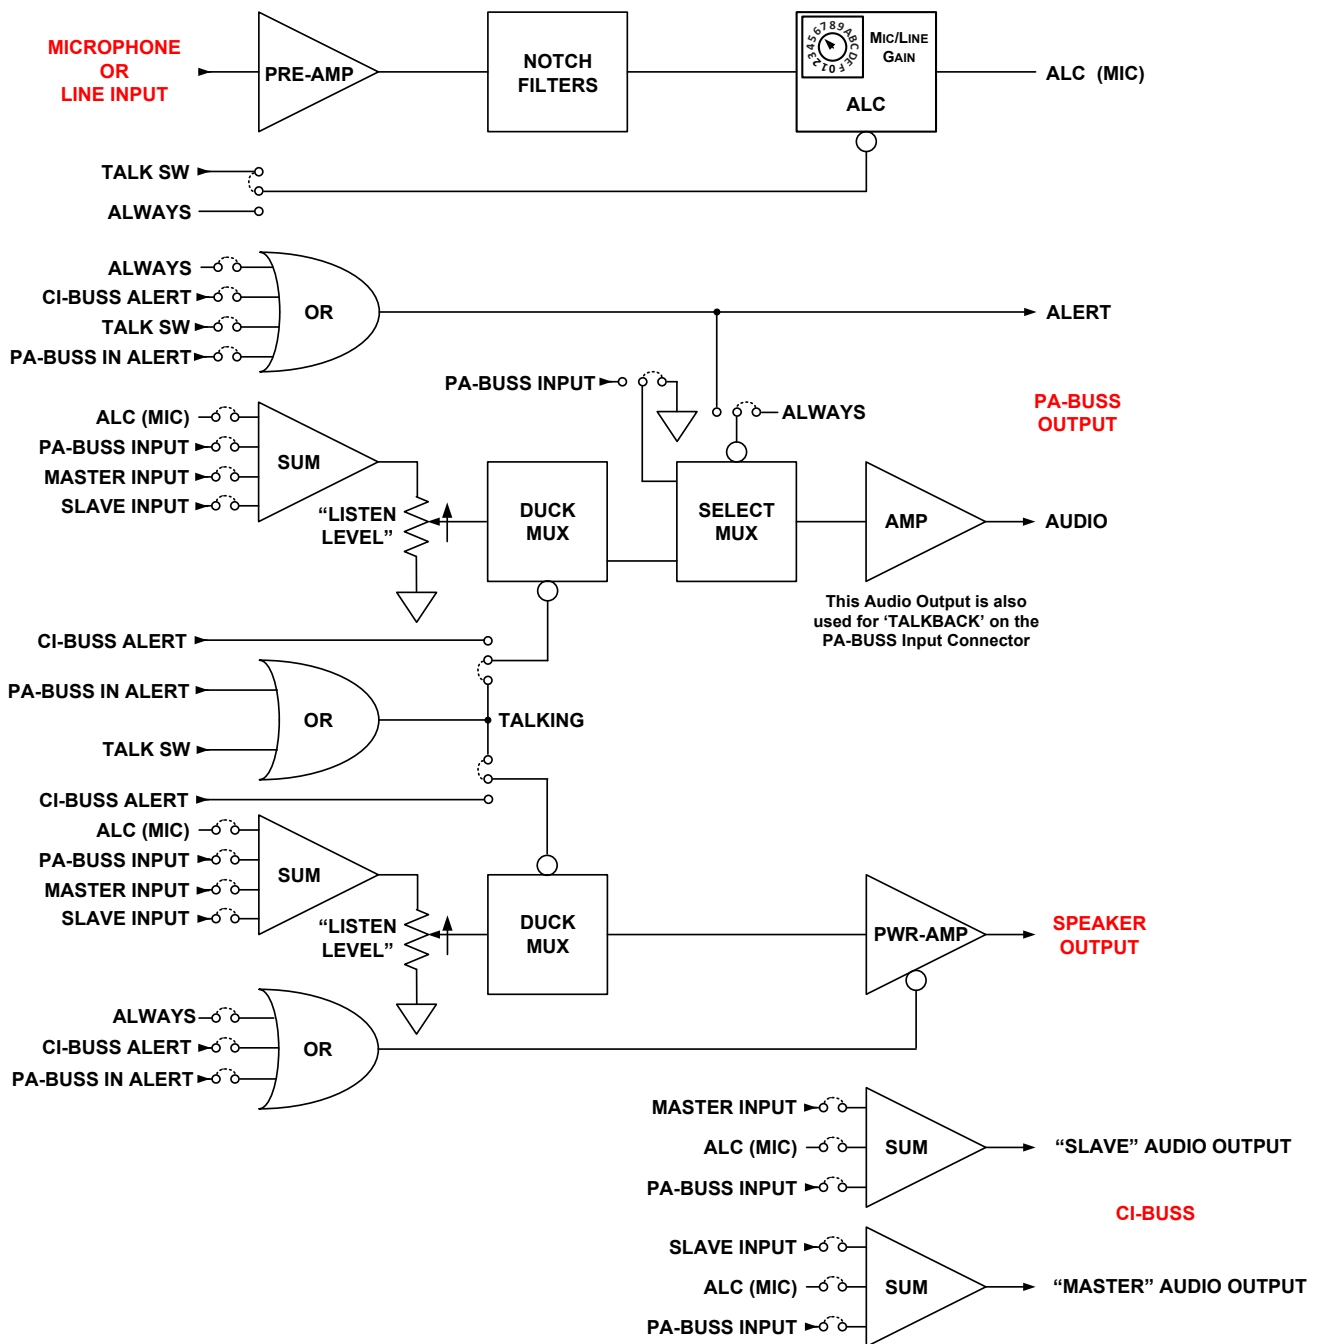 MICROPHONE
OR
LINE INPUT
PRE-AMP
NOTCH
FILTERS
0123456789ABCDEF
MIC/LINE
GAIN
ALC
ALC (MIC)
TALK SW
ALWAYS
ALWAYS
CI-BUSS ALERT
TALK SW
PA-BUSS IN ALERT
OR
ALERT
PA-BUSS INPUT
ALWAYS
PA-BUSS
OUTPUT
ALC (MIC)
PA-BUSS INPUT
MASTER INPUT
SLAVE INPUT
SUM
“LISTEN
LEVEL”
DUCK
MUX
SELECT
MUX
AMP
AUDIO
This Audio Output is also
used for ‘TALKBACK’ on the
PA-BUSS Input Connector
CI-BUSS ALERT
PA-BUSS IN ALERT
TALK SW
OR
TALKING
CI-BUSS ALERT
ALC (MIC)
PA-BUSS INPUT
MASTER INPUT
SLAVE INPUT
SUM
“LISTEN
LEVEL”
DUCK
MUX
PWR-AMP
SPEAKER
OUTPUT
ALWAYS
CI-BUSS ALERT
PA-BUSS IN ALERT
OR
MASTER INPUT
ALC (MIC)
PA-BUSS INPUT
SUM
“SLAVE” AUDIO OUTPUT
CI-BUSS
SLAVE INPUT
ALC (MIC)
PA-BUSS INPUT
SUM
“MASTER” AUDIO OUTPUT